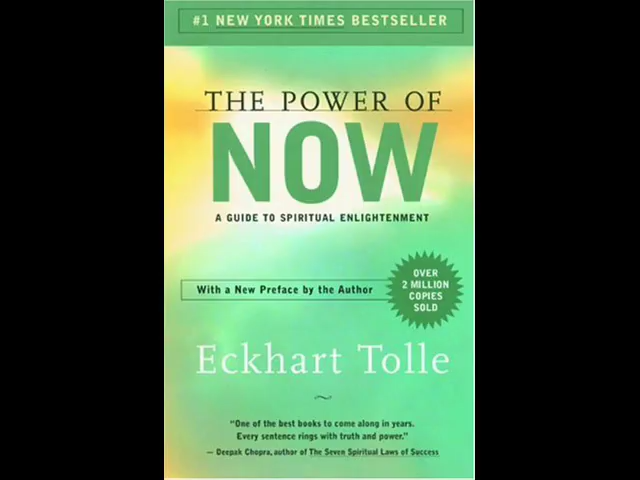 #1 NEW YORK TIMES BESTSELLER
THE POWER OF
NOW
A GUIDE TO SPIRITUAL ENLIGHTENMENT
With a New Preface by the Author
OVER
2 MILLION
COPIES
SOLD
Eckhart Tolle
"One of the best books to come along in years.
Every sentence rings with truth and power."
— Deepak Chopra, author of The Seven Spiritual Laws of Success